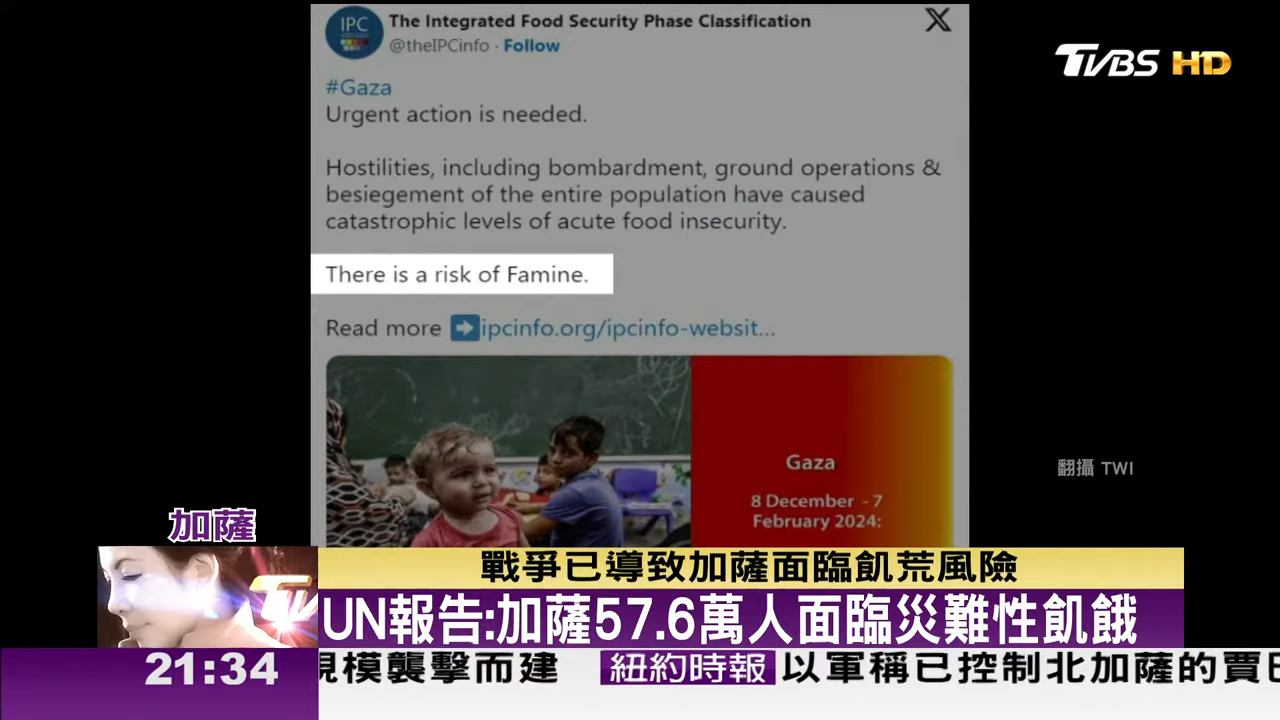 IPC
The Integrated Food Security Phase Classification
@theIPCinfo · Follow
X
TVBS HD
#Gaza
Urgent action is needed.
Hostilities, including bombardment, ground operations &
besiegement of the entire population have caused
catastrophic levels of acute food insecurity.
There is a risk of Famine.
Read more ➡ipcinfo.org/ipcinfo-websit...
Gaza
8 December - 7
February 2024:
翻攝 TWI
加薩
戰爭已導致加薩面臨飢荒風險
TV
UN報告:加薩57.6萬人面臨災難性飢餓
21:34
規模襲擊而建 紐約時報 以軍稱已控制北加薩的賈巴